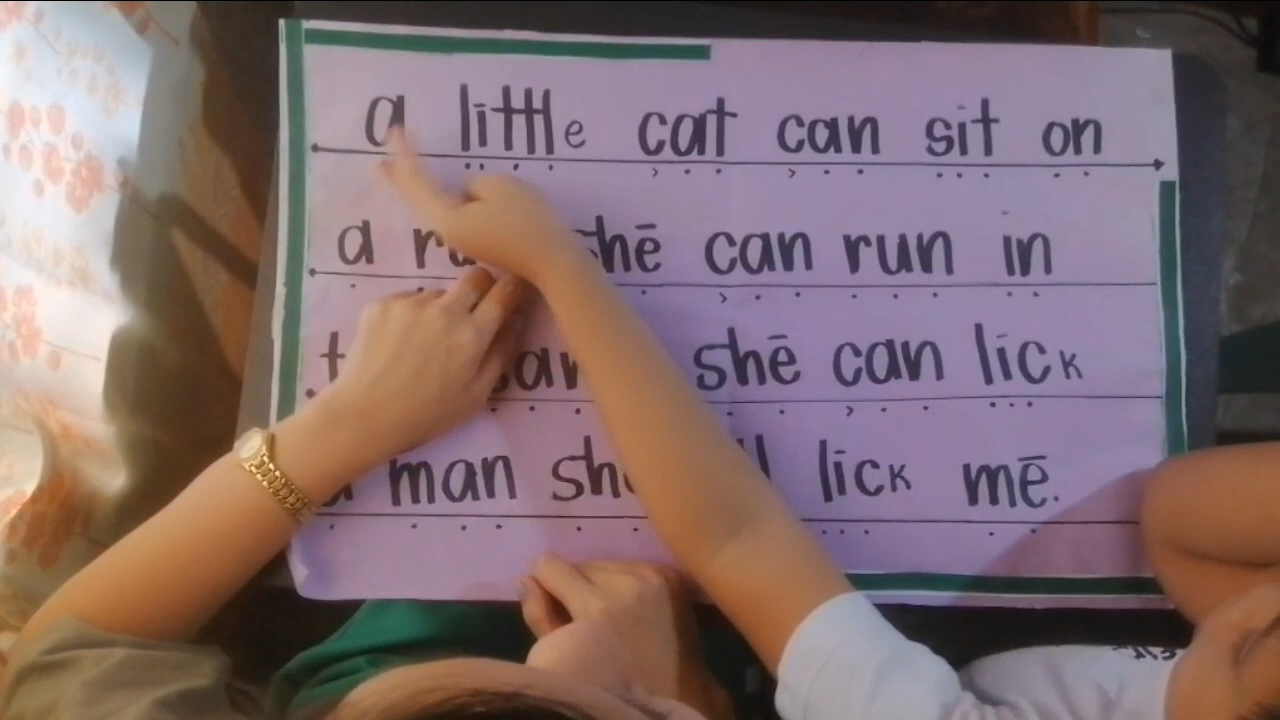 a little cat can sit on
a shē can run in
shē can lick
man lick mē.